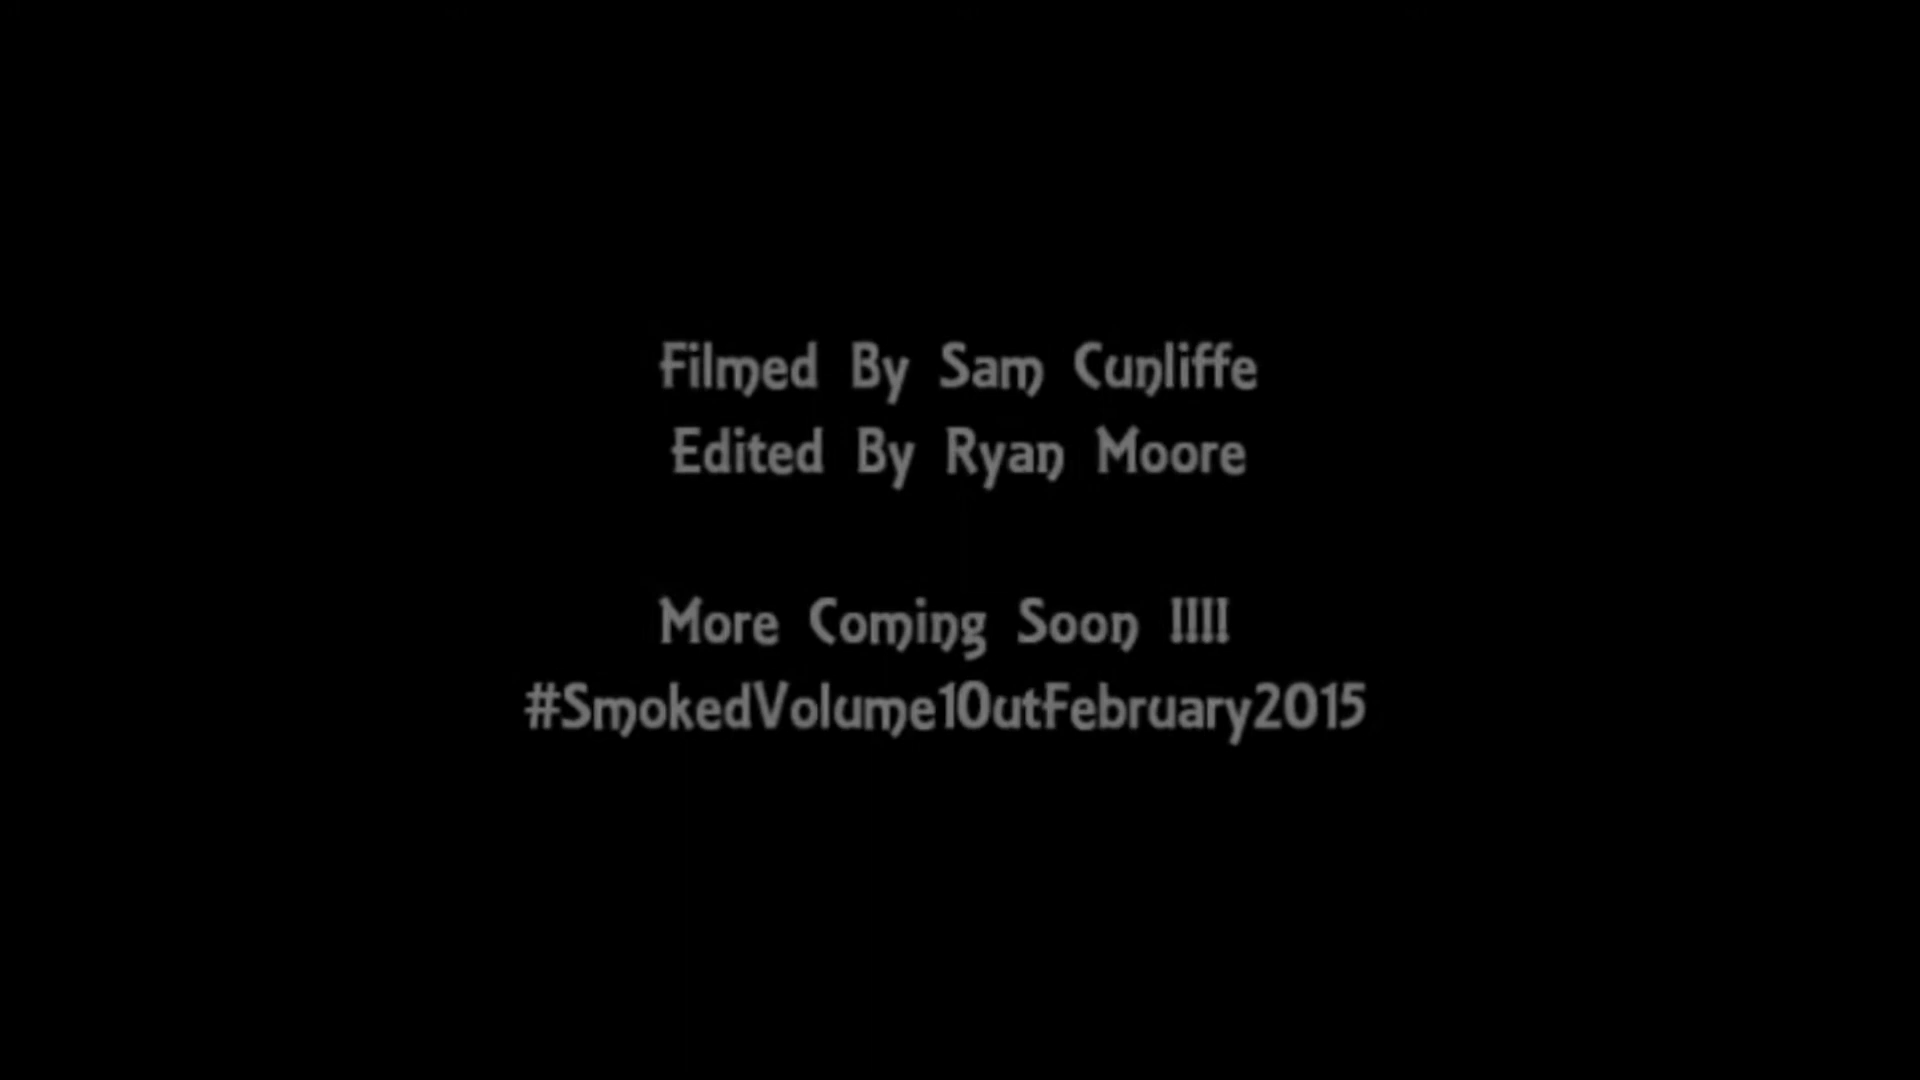 Filmed By Sam Cunliffe
Edited By Ryan Moore
More Coming Soon !!!!
#SmokedVolume1OutFebruary2015